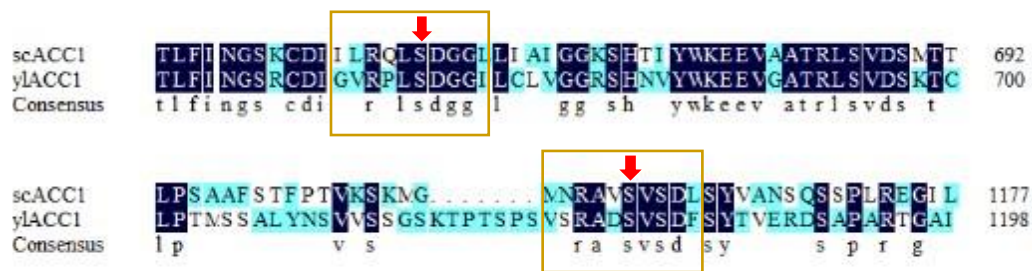 scACC1 TLFINGSKCDIILRQLSDGGLLIAIGGKSHTIYWKEEVAATRLSVDSMTT 692
ylACC1 TLFINGSRCDIGVRPLSDGGILCLVGGRSHNVYWKEEVGATRLSVDSKTC 700
Consensus tlfings cdi r lsdgg l gg sh ywkeev atrlsvds t
scACC1 LPSAAFSTFPTVKSKMG.......MNRAVSVSDLSYVANSQSSPLREGIL 1177
ylACC1 LPTMSSALYNSVVSSGSKTPTSPSVSRADSVSDFSYTVERDSAPARTGAI 1198
Consensus lp v s ra svsd sy s p r g